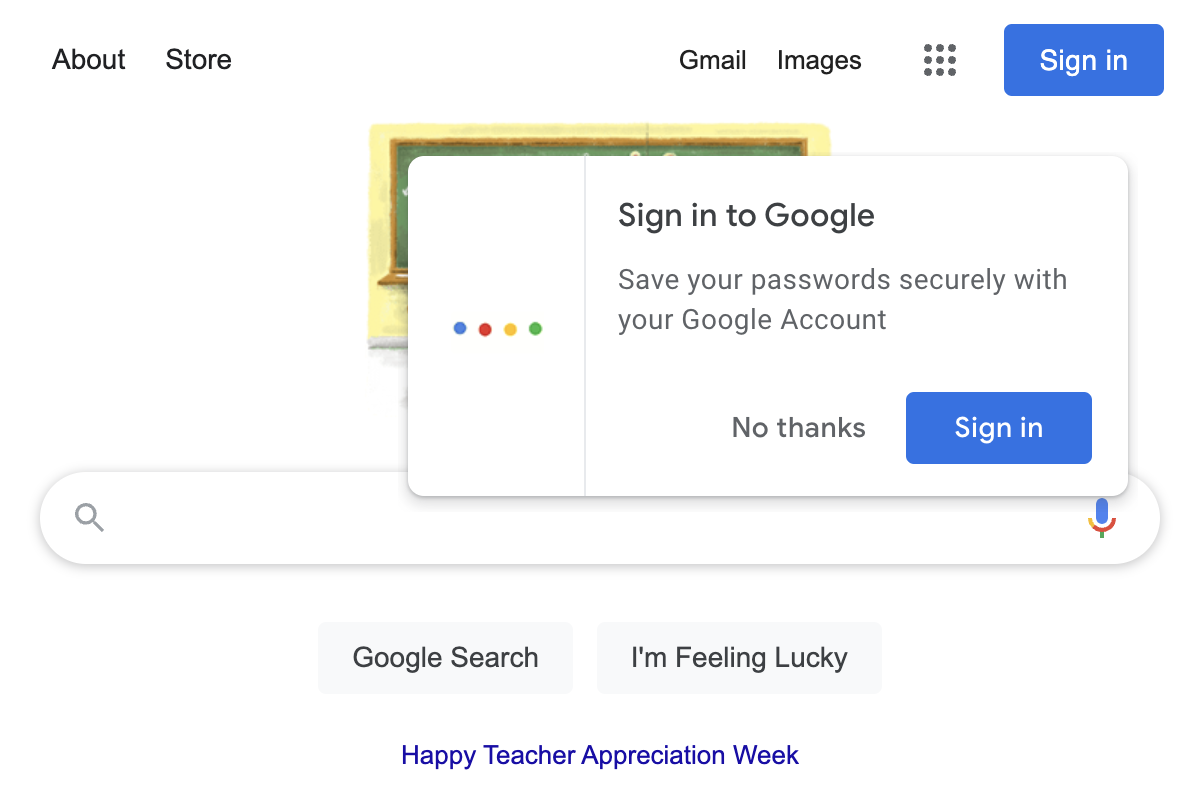 About Store Gmail Images Sign in
Sign in to Google
Save your passwords securely with
your Google Account
No thanks Sign in
Google Search I'm Feeling Lucky
Happy Teacher Appreciation Week